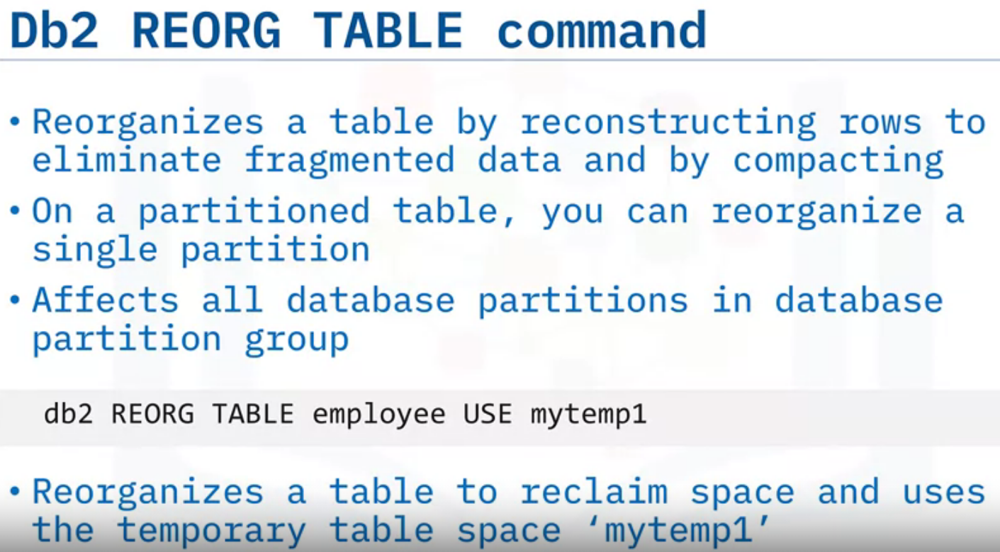 Db2 REORG TABLE command
• Reorganizes a table by reconstructing rows to
eliminate fragmented data and by compacting
• On a partitioned table, you can reorganize a
single partition
• Affects all database partitions in database
partition group
db2 REORG TABLE employee USE mytemp1
• Reorganizes a table to reclaim space and uses
the temporary table space ‘mytemp1’